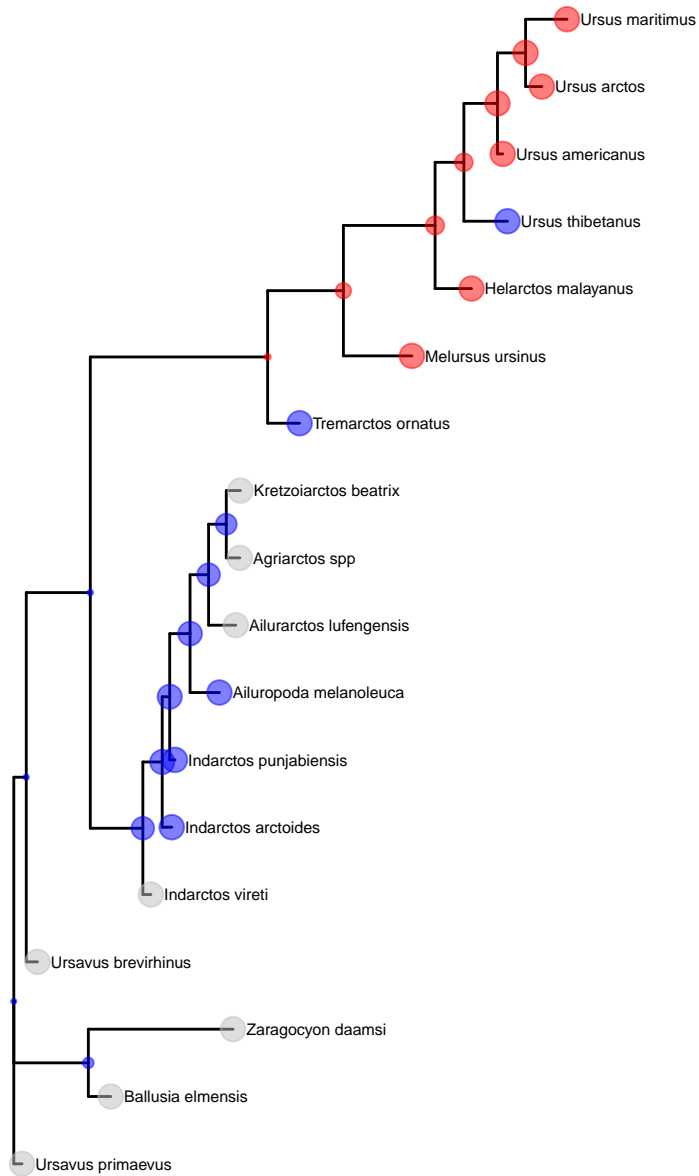 Ursus maritimus
Ursus arctos
Ursus americanus
Ursus thibetanus
Helarctos malayanus
Melursus ursinus
Tremarctos ornatus
Kretzoiarctos beatrix
Agriarctos spp
Ailurarctos lufengensis
Ailuropoda melanoleuca
Indarctos punjabiensis
Indarctos arctoides
Indarctos vireti
Ursavus brevirhinus
Zaragocyon daamsi
Ballusia elmensis
Ursavus primaevus